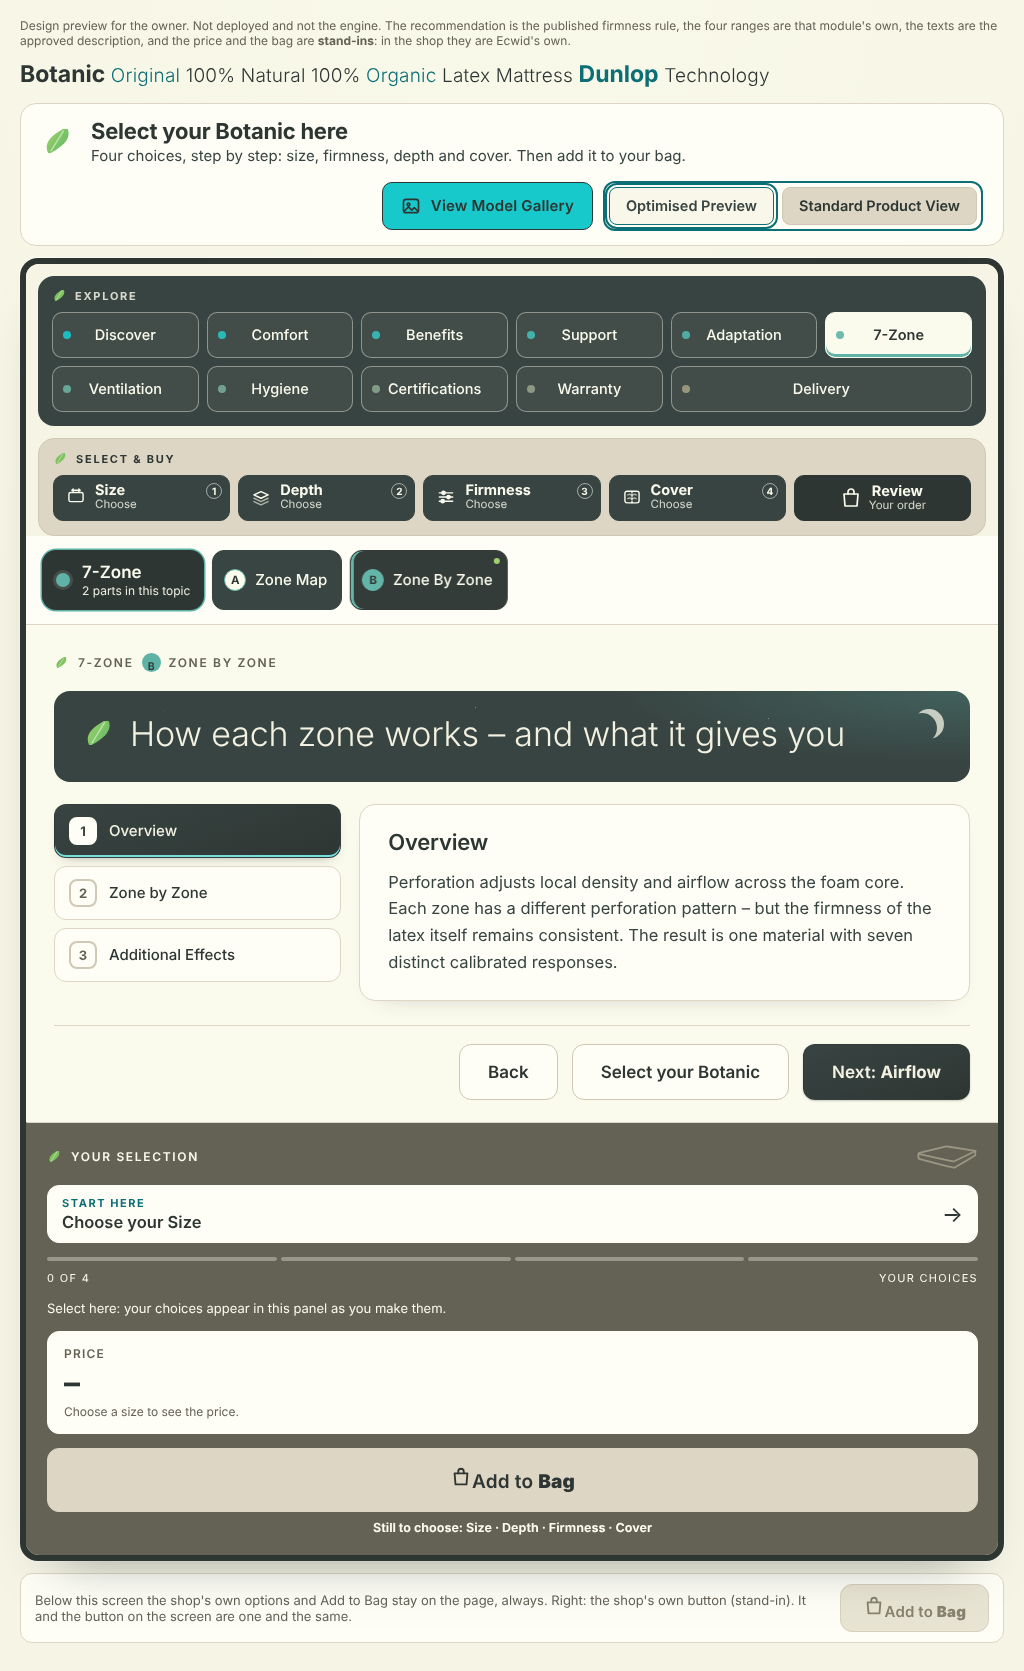 Design preview for the owner. Not deployed and not the engine. The recommendation is the published firmness rule, the four ranges are that module's own, the texts are the
approved description, and the price and the bag are stand-ins: in the shop they are Ecwid's own.
Botanic Original 100% Natural 100% Organic Latex Mattress Dunlop Technology
Select your Botanic here
Four choices, step by step: size, firmness, depth and cover. Then add it to your bag.
View Model Gallery
Optimised Preview
Standard Product View
EXPLORE
Discover
Comfort
Benefits
Support
Adaptation
7-Zone
Ventilation
Hygiene
Certifications
Warranty
Delivery
SELECT & BUY
Size
Choose
1
Depth
Choose
2
Firmness
Choose
3
Cover
Choose
4
Review
Your order
7-Zone
2 parts in this topic
A Zone Map
B Zone By Zone
7-ZONE B ZONE BY ZONE
How each zone works – and what it gives you
1 Overview
2 Zone by Zone
3 Additional Effects
Overview
Perforation adjusts local density and airflow across the foam core.
Each zone has a different perforation pattern – but the firmness of the
latex itself remains consistent. The result is one material with seven
distinct calibrated responses.
Back
Select your Botanic
Next: Airflow
YOUR SELECTION
START HERE
Choose your Size
0 OF 4
YOUR CHOICES
Select here: your choices appear in this panel as you make them.
PRICE
–
Choose a size to see the price.
Add to Bag
Still to choose: Size · Depth · Firmness · Cover
Below this screen the shop's own options and Add to Bag stay on the page, always. Right: the shop's own button (stand-in). It
and the button on the screen are one and the same.
Add to Bag